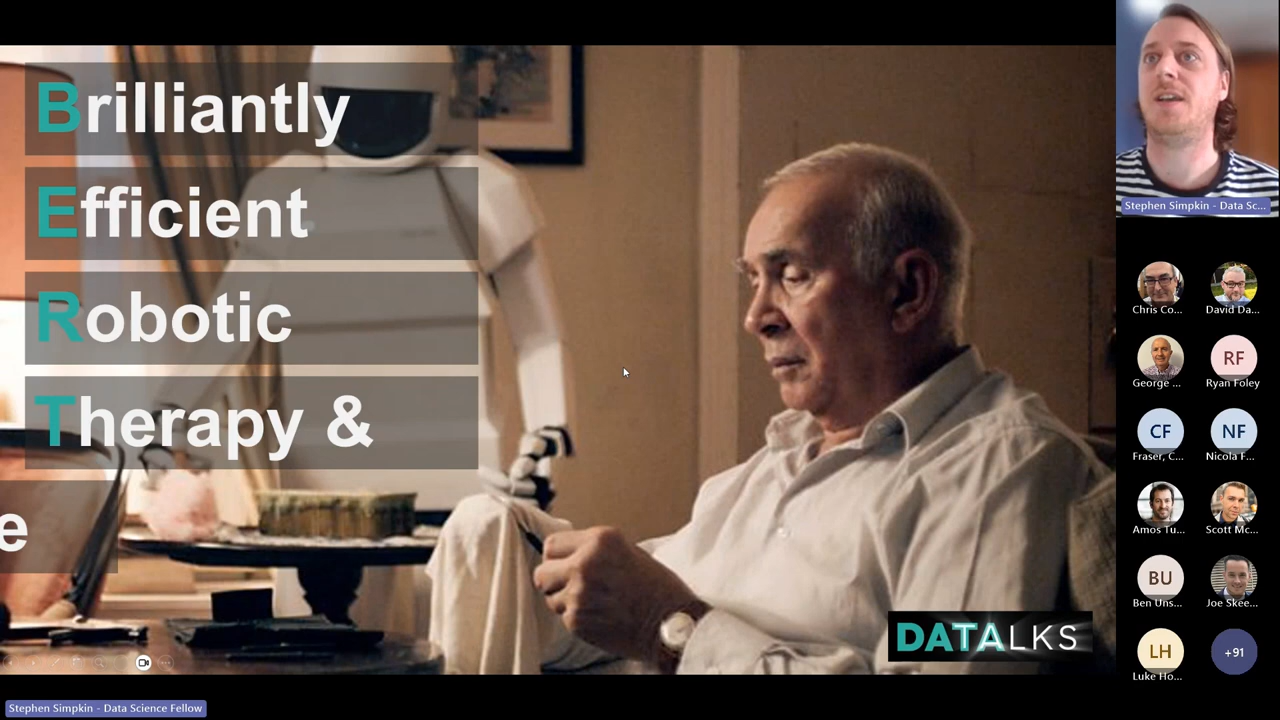 Brilliantly
Efficient
Robotic
Therapy &
e
DATALKS
Stephen Simpkin - Data Science Fellow
Stephen Simpkin - Data Sc...
Chris Co...
David Da...
George ...
RF
Ryan Foley
CF
Fraser, C...
NF
Nicola F...
Amos Tu...
Scott Mc...
BU
Ben Uns...
Joe Skee...
LH
Luke Ho...
+91